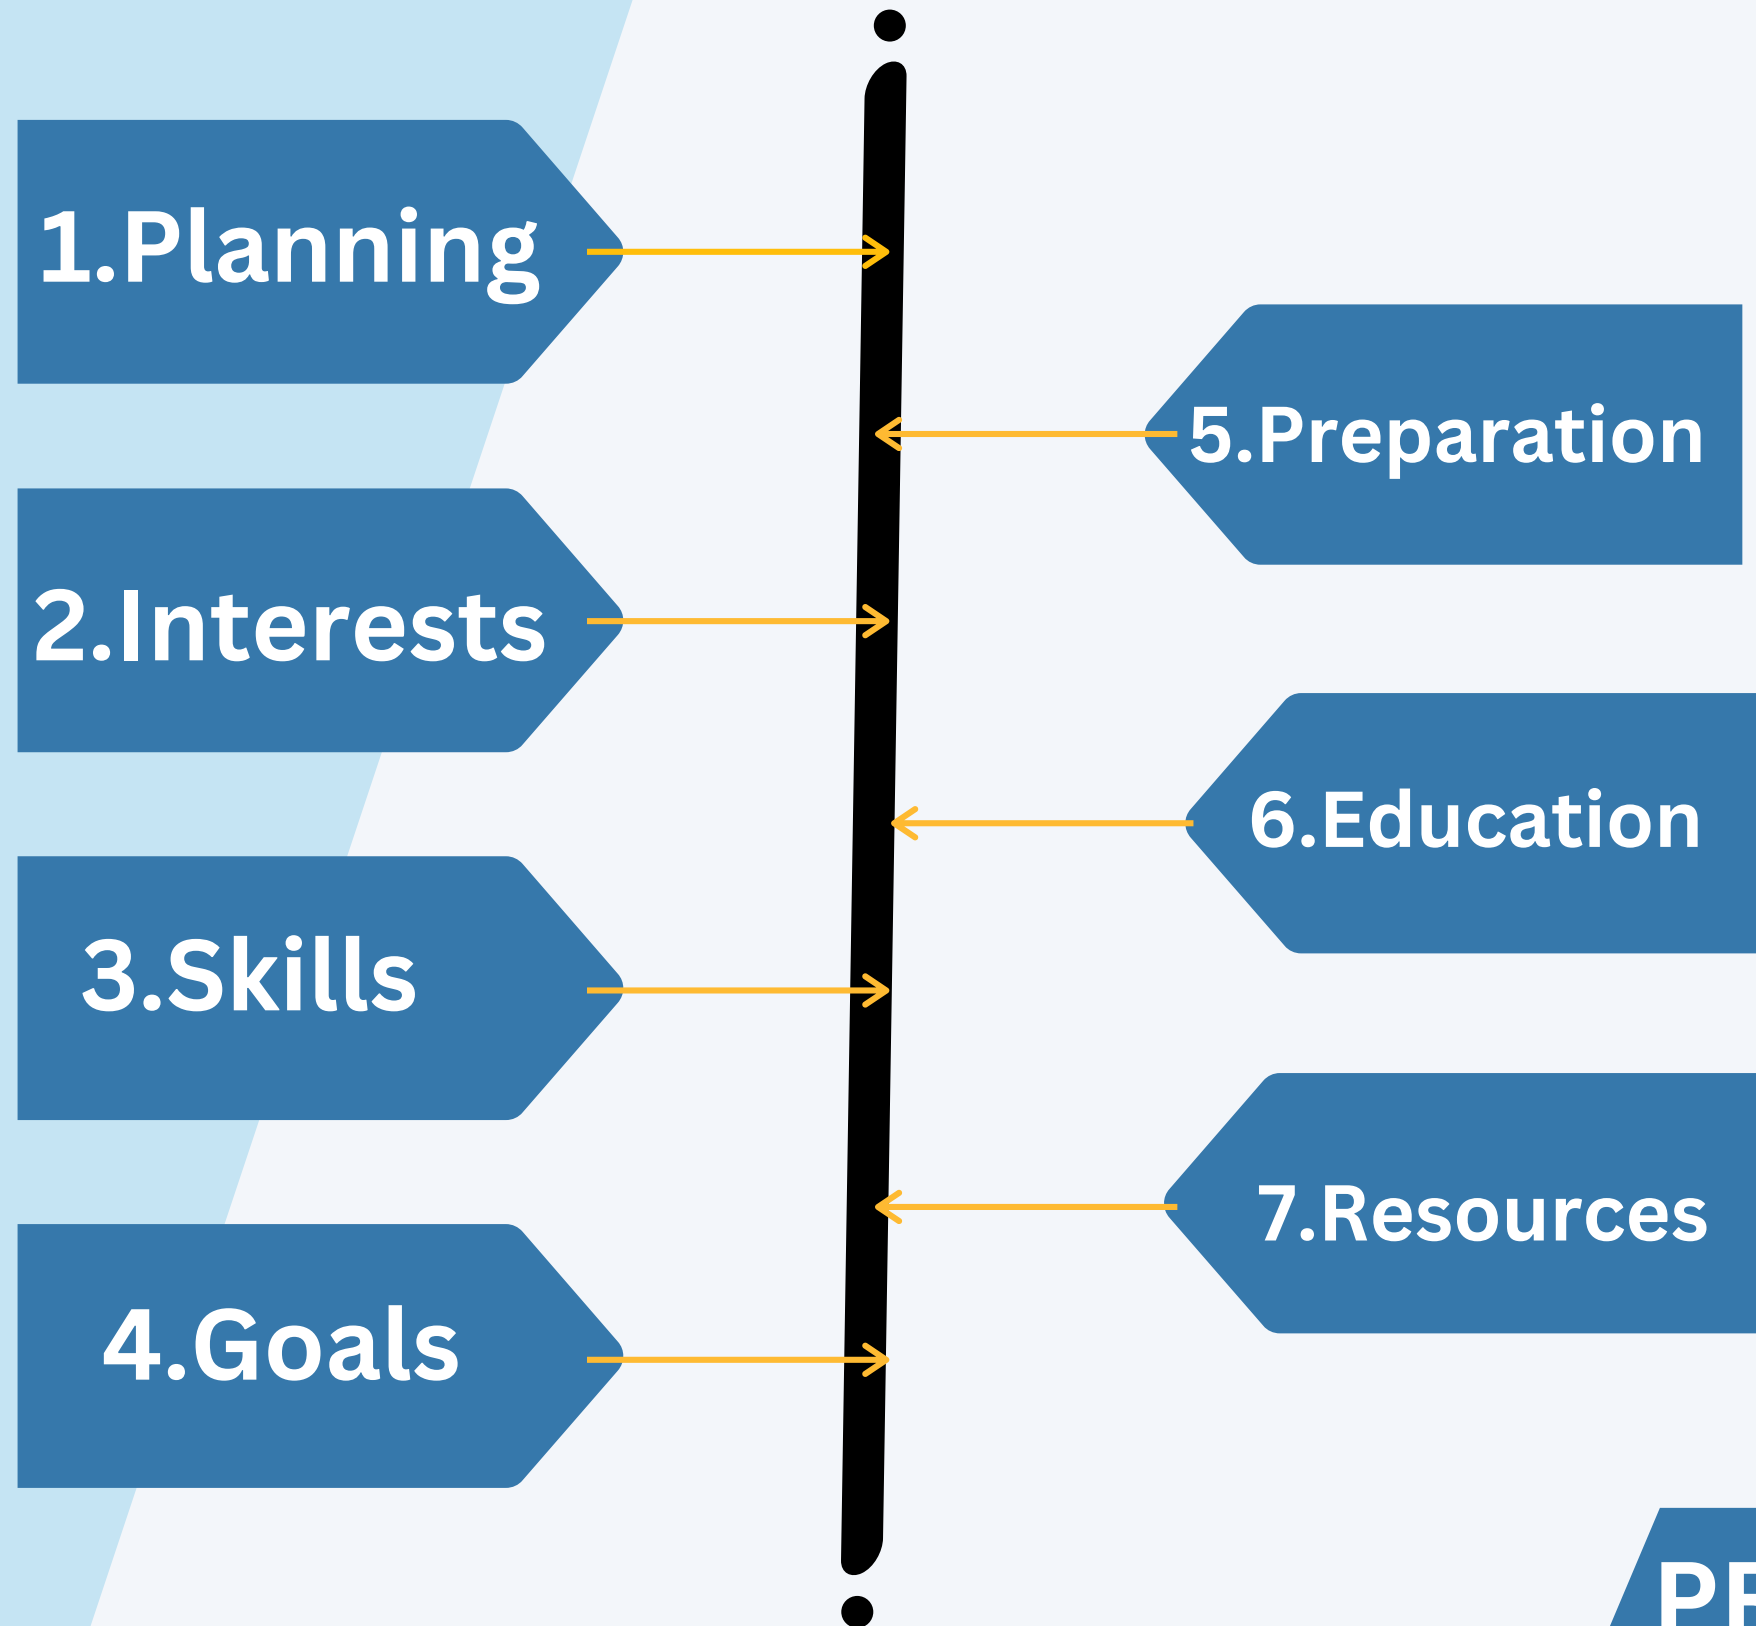 1.Planning
2.Interests
3.Skills
4.Goals
5.Preparation
6.Education
7.Resources